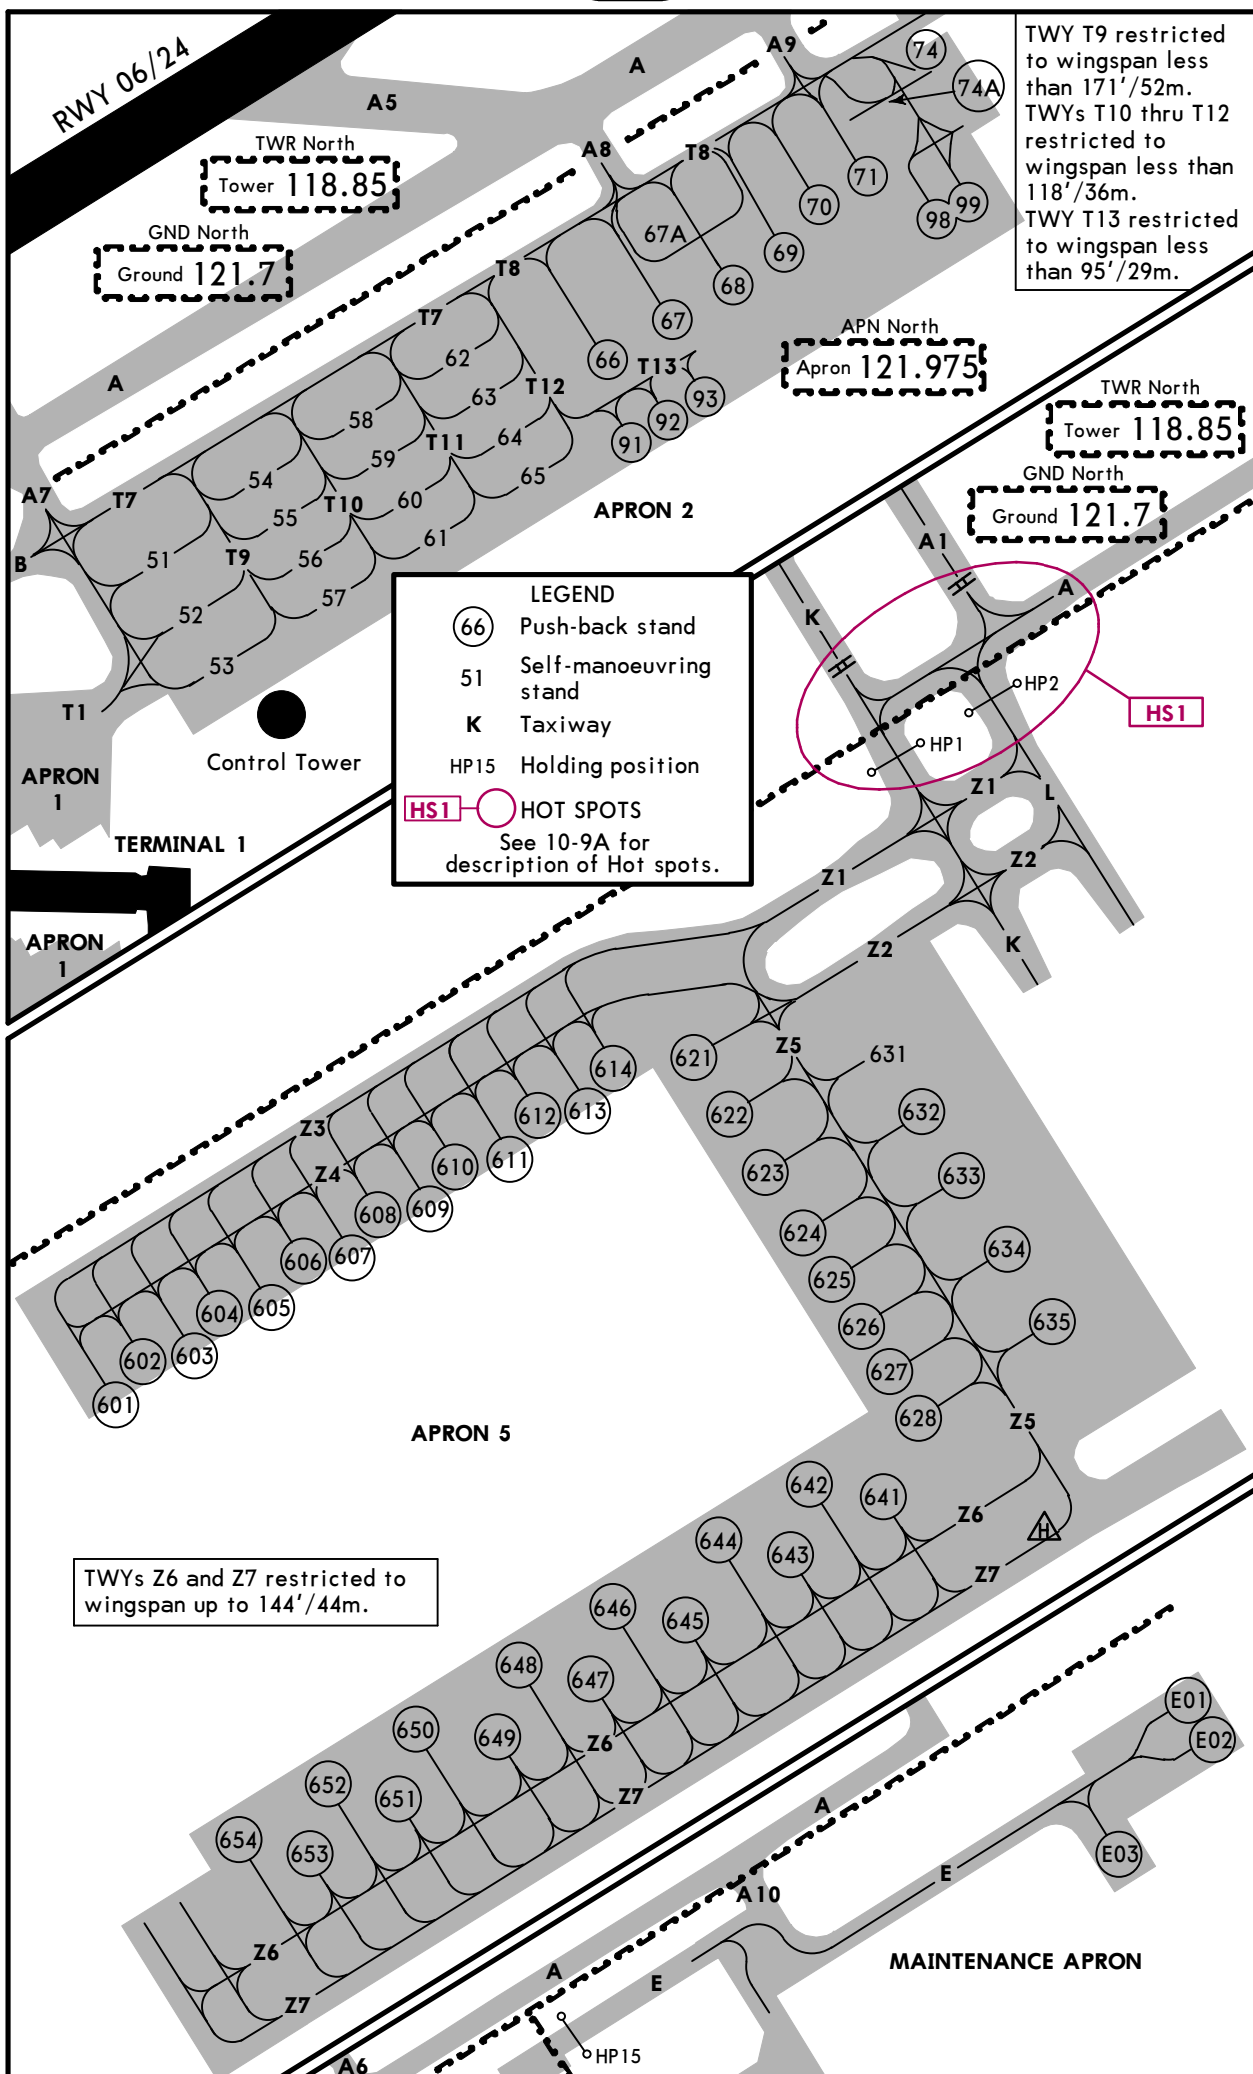 RWY 06/24
A5
A
A9
74
74A
TWY T9 restricted
to wingspan less
than 171'/52m.
TWYs T10 thru T12
restricted to
wingspan less than
118'/36m.
TWY T13 restricted
to wingspan less
than 95'/29m.
TWR North
Tower 118.85
GND North
Ground 121.7
A8
T8
71
70
99
98
67A
69
68
T8
67
T7
66
62
T13
93
92
91
63
T12
A
58
64
T11
59
65
54
60
T10
55
61
A7
T7
56
51
T9
57
B
52
53
T1
APRON 2
APN North
Apron 121.975
TWR North
Tower 118.85
GND North
Ground 121.7
Control Tower
APRON
1
TERMINAL 1
APRON
1
LEGEND
66 Push-back stand
51 Self-manoeuvring
stand
K Taxiway
HP15 Holding position
HS1 HOT SPOTS
See 10-9A for
description of Hot spots.
A1
A
K
HP2
HS1
HP1
Z1
L
Z2
Z1
K
Z2
621
Z5
631
622
632
623
633
624
634
625
626
635
627
628
Z5
614
613
612
611
610
609
608
607
606
605
604
603
602
601
Z3
Z4
APRON 5
642
641
Z6
H
644
643
Z7
646
645
648
647
650
649
Z6
652
651
Z7
654
653
Z6
Z7
TWYs Z6 and Z7 restricted to
wingspan up to 144'/44m.
E01
E02
A
E03
E
A10
MAINTENANCE APRON
A
E
HP15
A6